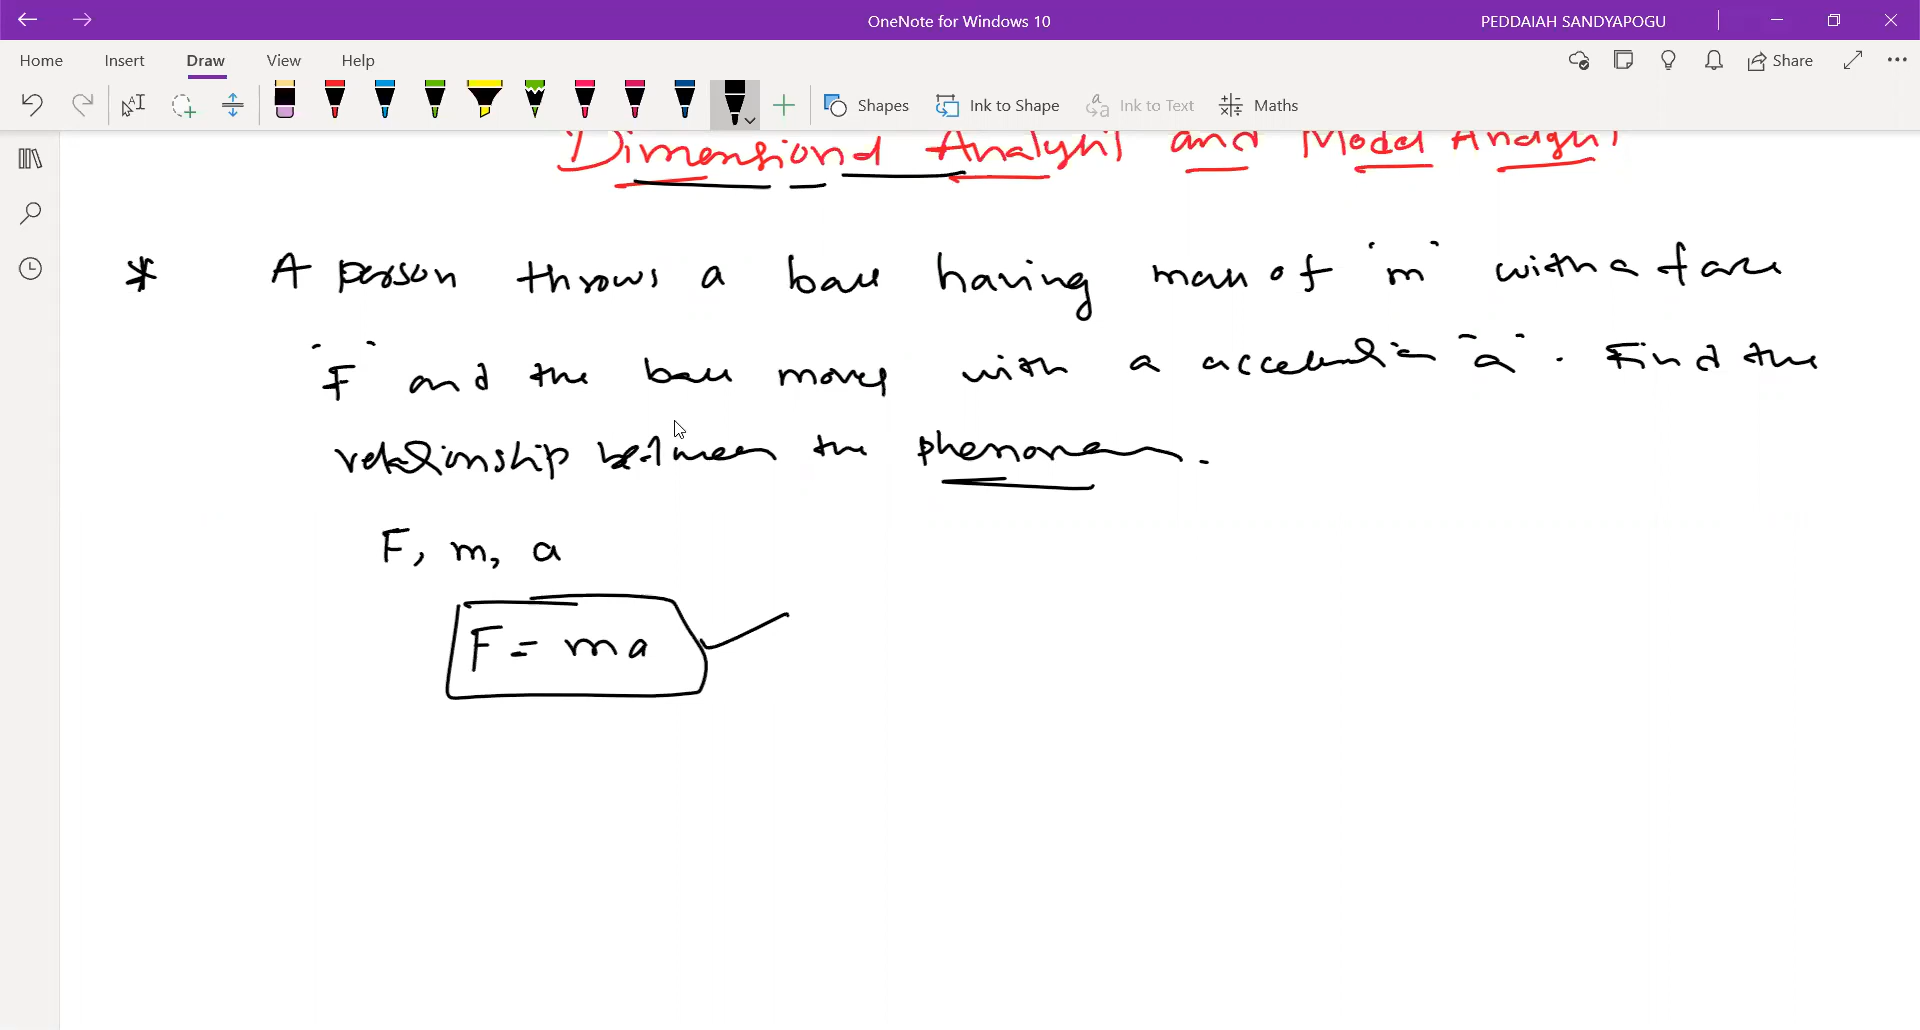 OneNote for Windows 10
PEDDAIAH SANDYAPOGU
Home Insert Draw View Help
Share
Shapes Ink to Shape Ink to Text Maths
Dimensional Analysis and Model Analysis
* A person throws a ball having mass of "m" with a force
"F" and the ball moves with a acceleration "a". Find the
relationship between the phenomenon.
F, m, a
F = ma